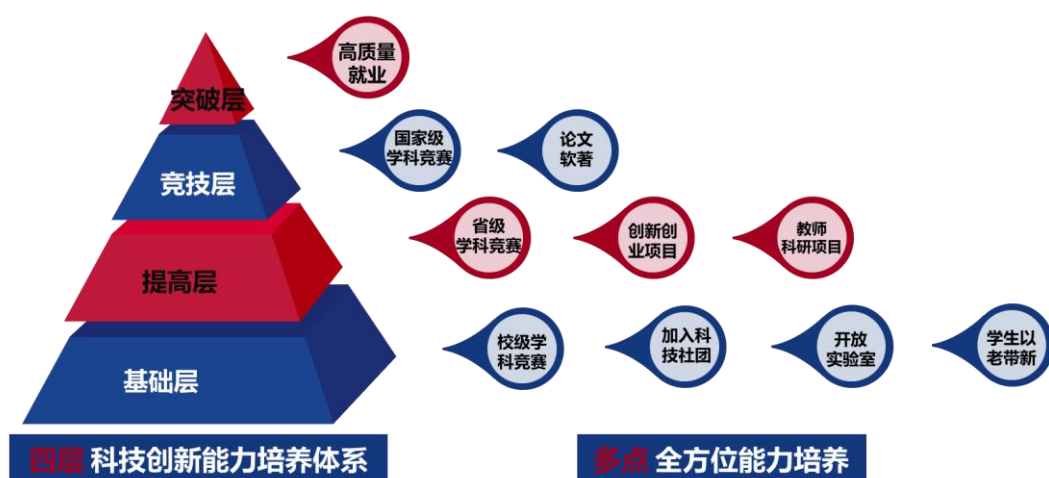 高质量
就业
突破层
国家级
学科竞赛
论文
软著
竞技层
省级
学科竞赛
创新创
业项目
教师
科研项目
提高层
校级学
科竞赛
加入科
技社团
开放
实验室
学生以
老带新
基础层
四层 科技创新能力培养体系
多点 全方位能力培养